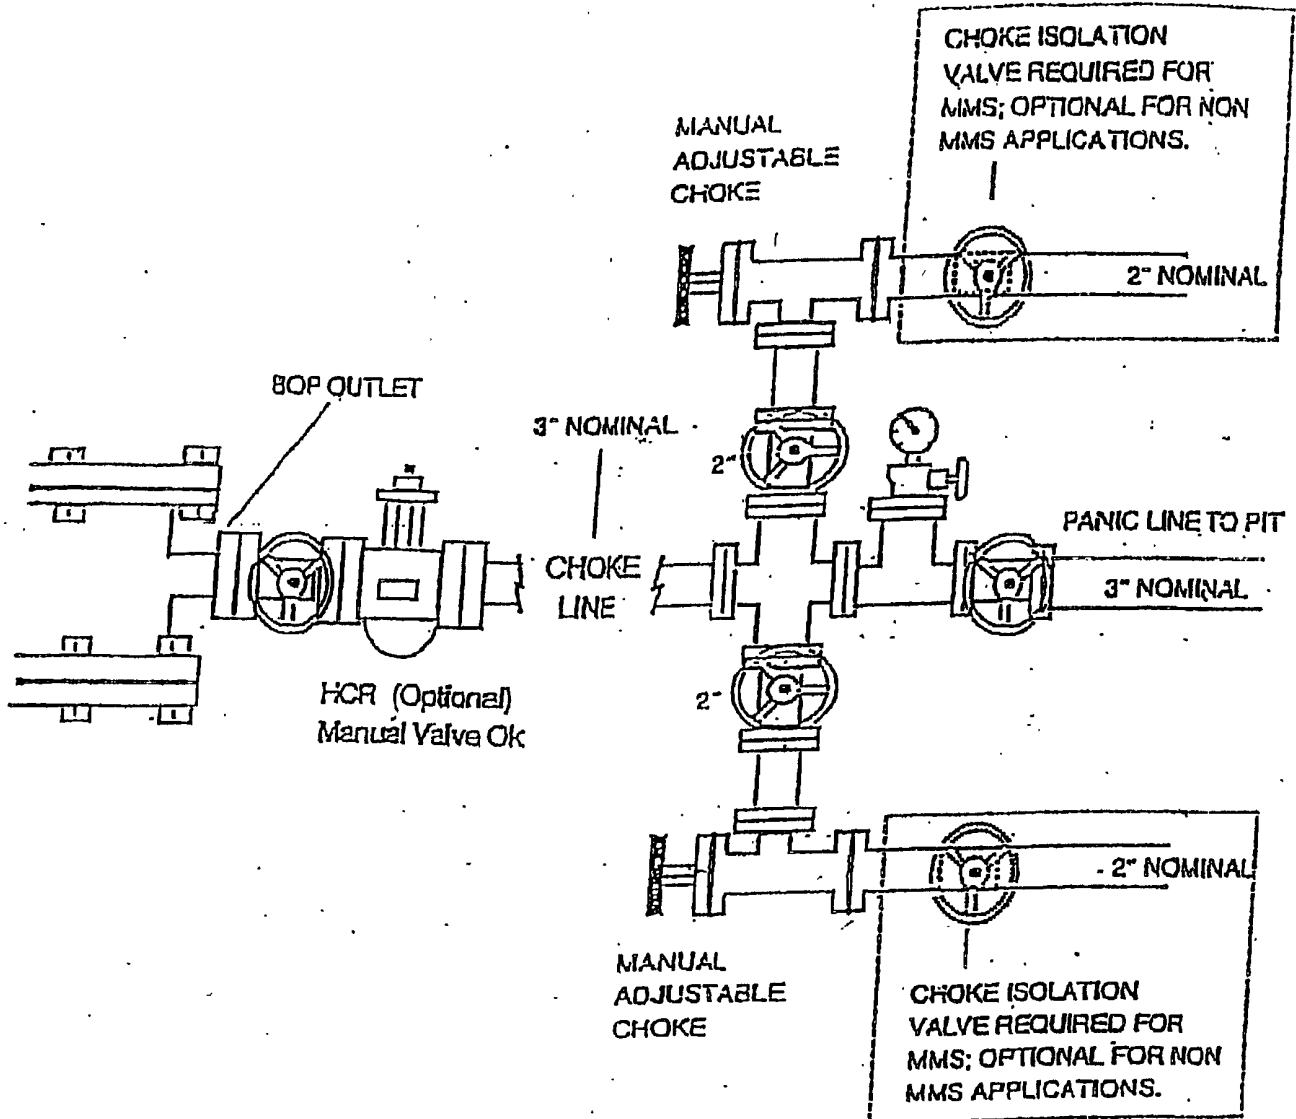 CHOKE ISOLATION
VALVE REQUIRED FOR
MMS; OPTIONAL FOR NON
MMS APPLICATIONS.
MANUAL
ADJUSTABLE
CHOKE
2" NOMINAL
BOP OUTLET
3" NOMINAL
2"
PANIC LINE TO PIT
CHOKE
LINE
3" NOMINAL
HCR (Optional)
Manual Valve Ok
2"
2" NOMINAL
MANUAL
ADJUSTABLE
CHOKE
CHOKE ISOLATION
VALVE REQUIRED FOR
MMS; OPTIONAL FOR NON
MMS APPLICATIONS.